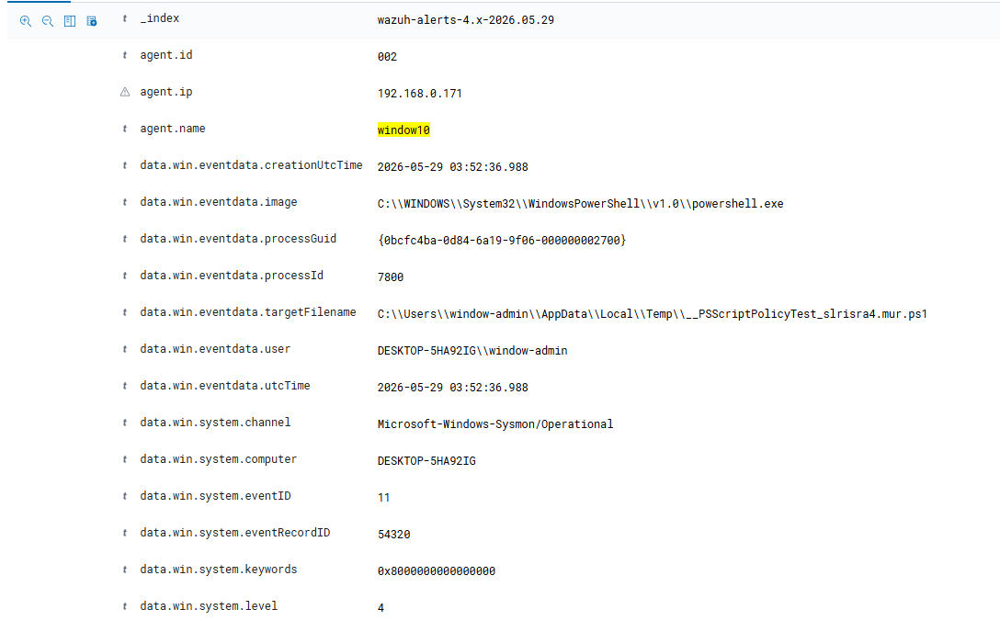 t _index wazuh-alerts-4.x-2026.05.29
t agent.id 002
agent.ip 192.168.0.171
t agent.name window10
t data.win.eventdata.creationUtcTime 2026-05-29 03:52:36.988
t data.win.eventdata.image C:\\WINDOWS\\System32\\WindowsPowerShell\\v1.0\\powershell.exe
t data.win.eventdata.processGuid {0bcfc4ba-0d84-6a19-9f06-000000002700}
t data.win.eventdata.processId 7800
t data.win.eventdata.targetFilename C:\\Users\\window-admin\\AppData\\Local\\Temp\\__PSScriptPolicyTest_slrisra4.mur.ps1
t data.win.eventdata.user DESKTOP-5HA92IG\\window-admin
t data.win.eventdata.utcTime 2026-05-29 03:52:36.988
t data.win.system.channel Microsoft-Windows-Sysmon/Operational
t data.win.system.computer DESKTOP-5HA92IG
t data.win.system.eventID 11
t data.win.system.eventRecordID 54320
t data.win.system.keywords 0x8000000000000000
t data.win.system.level 4